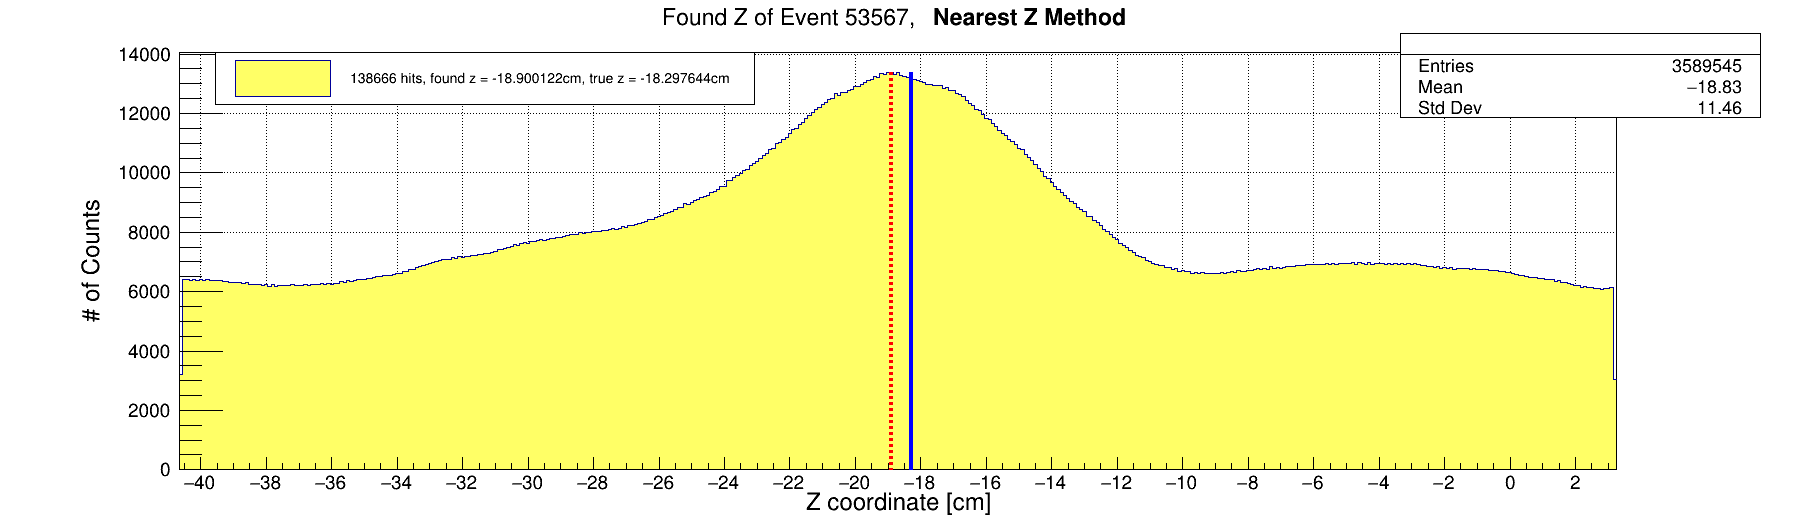 Found Z of Event 53567, Nearest Z Method
138666 hits, found z = -18.900122cm, true z = -18.297644cm
Entries 3589545
Mean −18.83
Std Dev 11.46
# of Counts
14000
12000
10000
8000
6000
4000
2000
0
−40 −38 −36 −34 −32 −30 −28 −26 −24 −22 −20 −18 −16 −14 −12 −10 −8 −6 −4 −2 0 2
Z coordinate [cm]